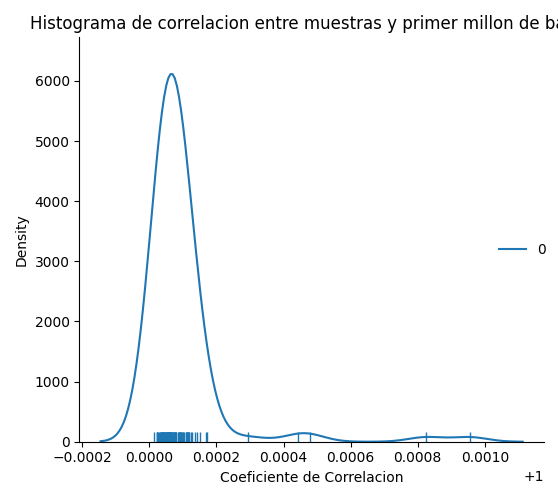 Histograma de correlacion entre muestras y primer millon de ba
6000
5000
4000
3000
2000
1000
0
Density
0
−0.0002 0.0000 0.0002 0.0004 0.0006 0.0008 0.0010
Coeficiente de Correlacion
+1